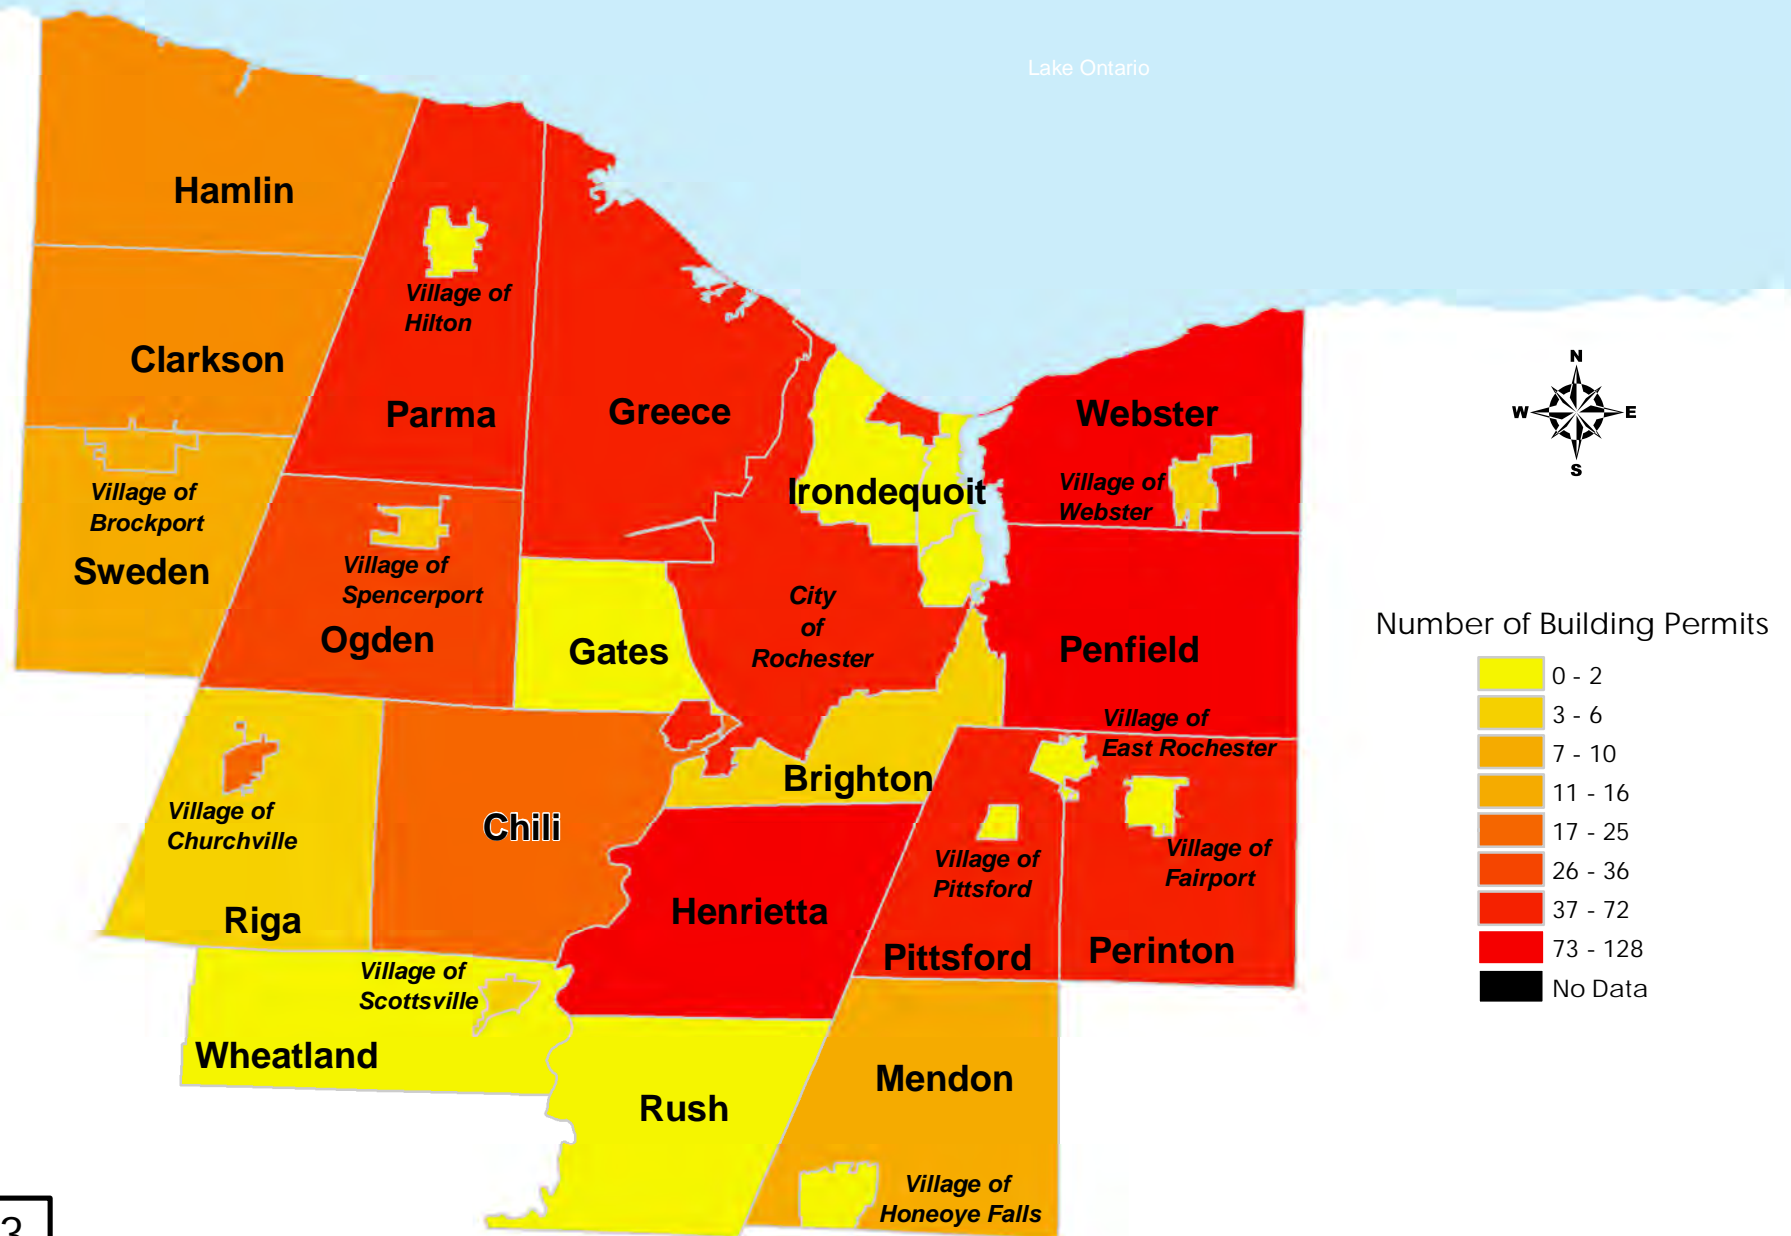 Lake Ontario
Hamlin
Village of
Hilton
Clarkson
Parma
Greece
Webster
N
W
E
S
Village of
Brockport
Irondequoit
Village of
Webster
Sweden
Village of
Spencerport
Ogden
Gates
City
of
Rochester
Penfield
Village of
East Rochester
Village of
Churchville
Riga
Chili
Brighton
Village of
Pittsford
Village of
Fairport
Henrietta
Pittsford
Perinton
Village of
Scottsville
Wheatland
Rush
Mendon
Village of
Honeoye Falls
Number of Building Permits
0 - 2
3 - 6
7 - 10
11 - 16
17 - 25
26 - 36
37 - 72
73 - 128
No Data
3